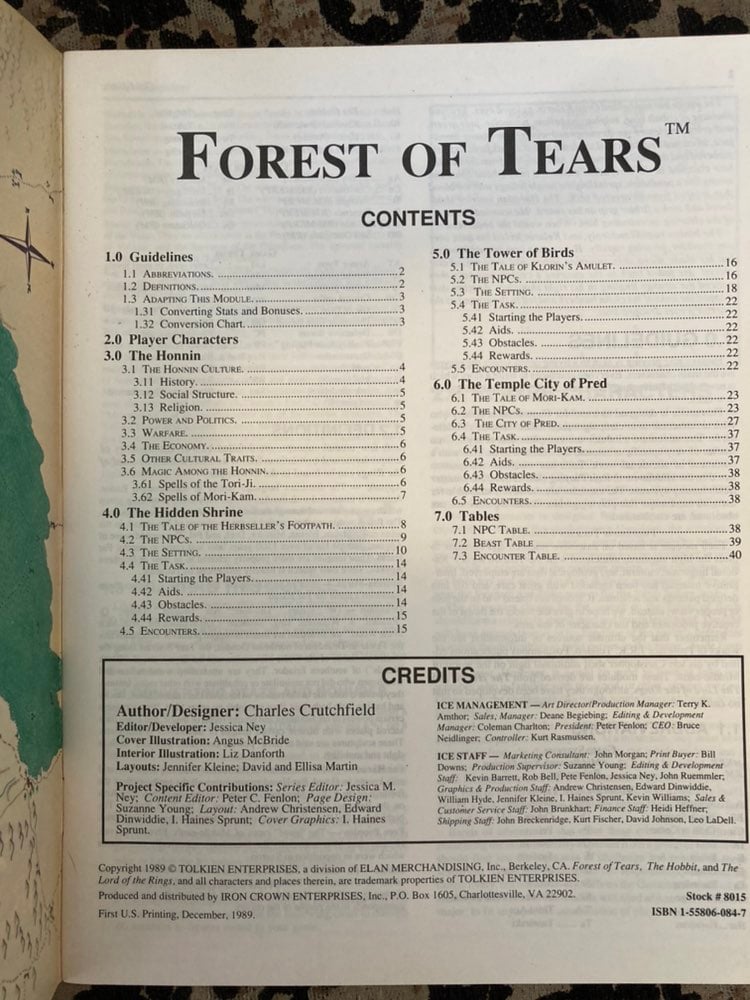 FOREST OF TEARS™
CONTENTS
1.0 Guidelines
1.1 ABBREVIATIONS. ........ 2
1.2 DEFINITIONS. ........ 2
1.3 ADAPTING THIS MODULE. ........ 3
1.31 Converting Stats and Bonuses. ........ 3
1.32 Conversion Chart. ........ 3
2.0 Player Characters
3.0 The Honnin
3.1 THE HONNIN CULTURE. ........ 4
3.11 History. ........ 4
3.12 Social Structure. ........ 5
3.13 Religion. ........ 5
3.2 POWER AND POLITICS. ........ 5
3.3 WARFARE. ........ 5
3.4 THE ECONOMY. ........ 6
3.5 OTHER CULTURAL TRAITS. ........ 6
3.6 MAGIC AMONG THE HONNIN. ........ 6
3.61 Spells of the Tori-Ji. ........ 6
3.62 Spells of Mori-Kam. ........ 7
4.0 The Hidden Shrine
4.1 THE TALE OF THE HERBSELLER'S FOOTPATH. ........ 8
4.2 THE NPCS. ........ 9
4.3 THE SETTING. ........ 10
4.4 THE TASK. ........ 14
4.41 Starting the Players. ........ 14
4.42 Aids. ........ 14
4.43 Obstacles. ........ 14
4.44 Rewards. ........ 15
4.5 ENCOUNTERS. ........ 15
5.0 The Tower of Birds
5.1 THE TALE OF KLORIN'S AMULET. ........ 16
5.2 THE NPCS. ........ 16
5.3 THE SETTING. ........ 18
5.4 THE TASK. ........ 22
5.41 Starting the Players. ........ 22
5.42 Aids. ........ 22
5.43 Obstacles. ........ 22
5.44 Rewards. ........ 22
5.5 ENCOUNTERS. ........ 22
6.0 The Temple City of Pred
6.1 THE TALE OF MORI-KAM. ........ 23
6.2 THE NPCS. ........ 23
6.3 THE CITY OF PRED. ........ 27
6.4 THE TASK. ........ 37
6.41 Starting the Players. ........ 37
6.42 Aids. ........ 37
6.43 Obstacles. ........ 38
6.44 Rewards. ........ 38
6.5 ENCOUNTERS. ........ 38
7.0 Tables
7.1 NPC TABLE. ........ 38
7.2 BEAST TABLE ........ 39
7.3 ENCOUNTER TABLE. ........ 40
CREDITS
Author/Designer: Charles Crutchfield
Editor/Developer: Jessica Ney
Cover Illustration: Angus McBride
Interior Illustration: Liz Danforth
Layouts: Jennifer Kleine; David and Ellisa Martin
Project Specific Contributions: Series Editor: Jessica M.
Ney; Content Editor: Peter C. Fenlon; Page Design:
Suzanne Young; Layout: Andrew Christensen, Edward
Dinwiddie, I. Haines Sprunt; Cover Graphics: I. Haines
Sprunt.
ICE MANAGEMENT — Art Director/Production Manager: Terry K.
Amthor; Sales, Manager: Deane Begiebing; Editing & Development
Manager: Coleman Charlton; President: Peter Fenlon; CEO: Bruce
Neidlinger; Controller: Kurt Rasmussen.
ICE STAFF — Marketing Consultant: John Morgan; Print Buyer: Bill
Downs; Production Supervisor: Suzanne Young; Editing & Development
Staff: Kevin Barrett, Rob Bell, Pete Fenlon, Jessica Ney, John Ruemmler;
Graphics & Production Staff: Andrew Christensen, Edward Dinwiddie,
William Hyde, Jennifer Kleine, I. Haines Sprunt, Kevin Williams; Sales &
Customer Service Staff: John Brunkhart; Finance Staff: Heidi Heffner;
Shipping Staff: John Breckenridge, Kurt Fischer, David Johnson, Leo LaDell.
Copyright 1989 © TOLKIEN ENTERPRISES, a division of ELAN MERCHANDISING, Inc., Berkeley, CA. Forest of Tears, The Hobbit, and The
Lord of the Rings, and all characters and places therein, are trademark properties of TOLKIEN ENTERPRISES.
Produced and distributed by IRON CROWN ENTERPRISES, Inc., P.O. Box 1605, Charlottesville, VA 22902.
Stock # 8015
First U.S. Printing, December, 1989.
ISBN 1-55806-084-7